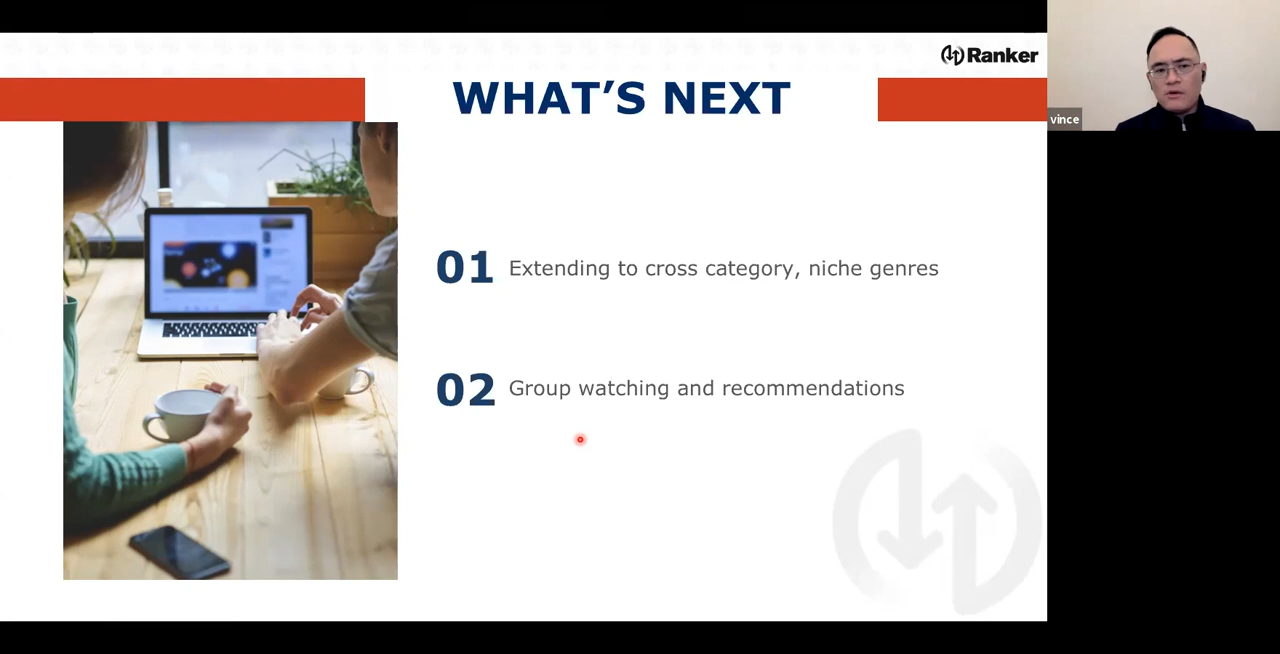 Ranker
WHAT’S NEXT
vince
01 Extending to cross category, niche genres
02 Group watching and recommendations